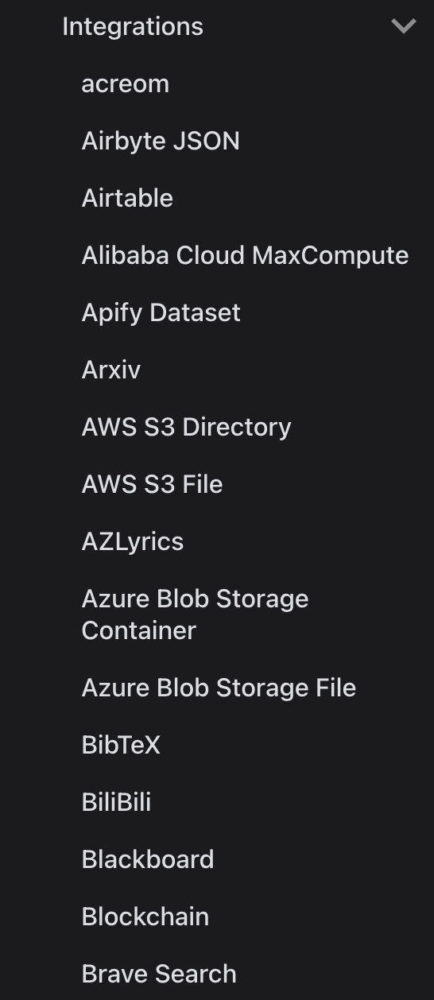 Integrations
acreom
Airbyte JSON
Airtable
Alibaba Cloud MaxCompute
Apify Dataset
Arxiv
AWS S3 Directory
AWS S3 File
AZLyrics
Azure Blob Storage
Container
Azure Blob Storage File
BibTeX
BiliBili
Blackboard
Blockchain
Brave Search